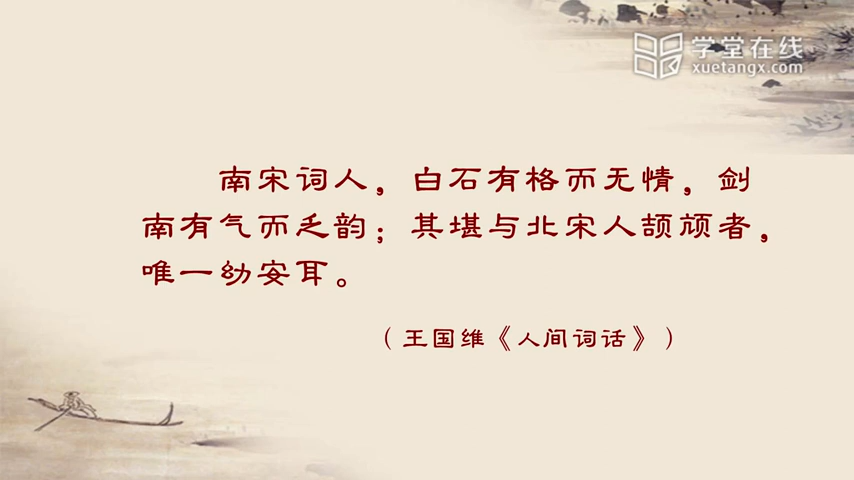 学堂在线
xuetangx.com
南宋词人，白石有格而无情，剑
南有气而乏韵；其堪与北宋人颉颃者，
唯一幼安耳。
（王国维《人间词话》）